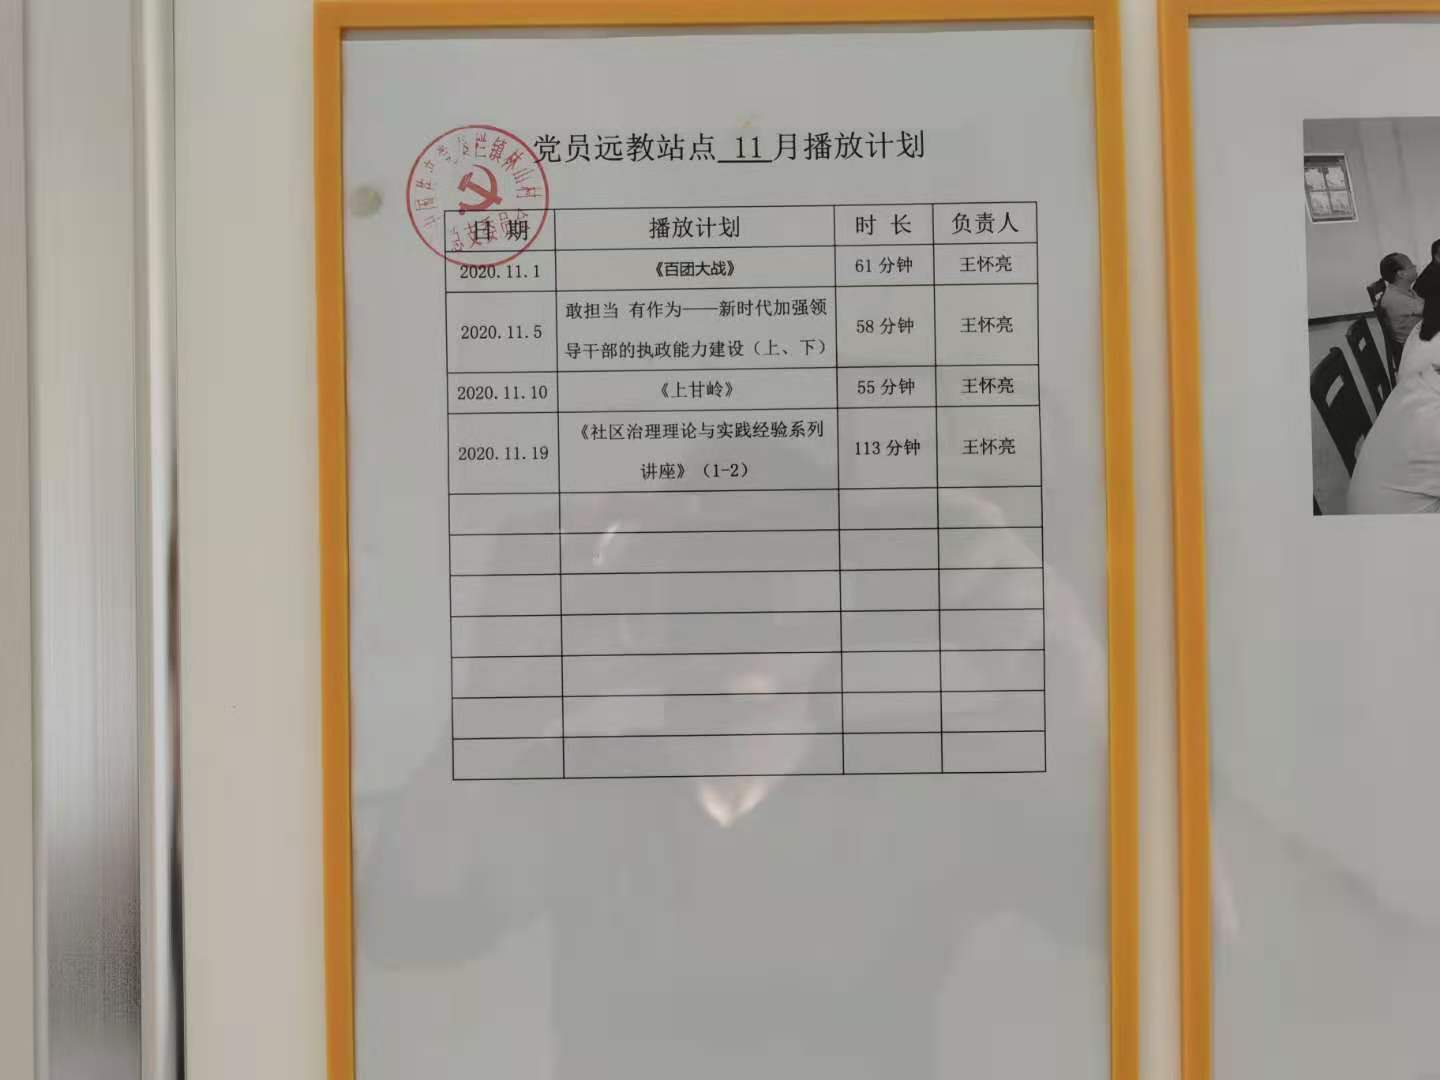 党员远教站点 11 月播放计划
日 期 播放计划 时 长 负责人
2020.11.1 《百团大战》 61 分钟 王怀亮
敢担当 有作为——新时代加强领
2020.11.5 58 分钟 王怀亮
导干部的执政能力建设（上、下）
2020.11.10 《上甘岭》 55 分钟 王怀亮
《社区治理理论与实践经验系列
2020.11.19 113 分钟 王怀亮
讲座》（1-2）